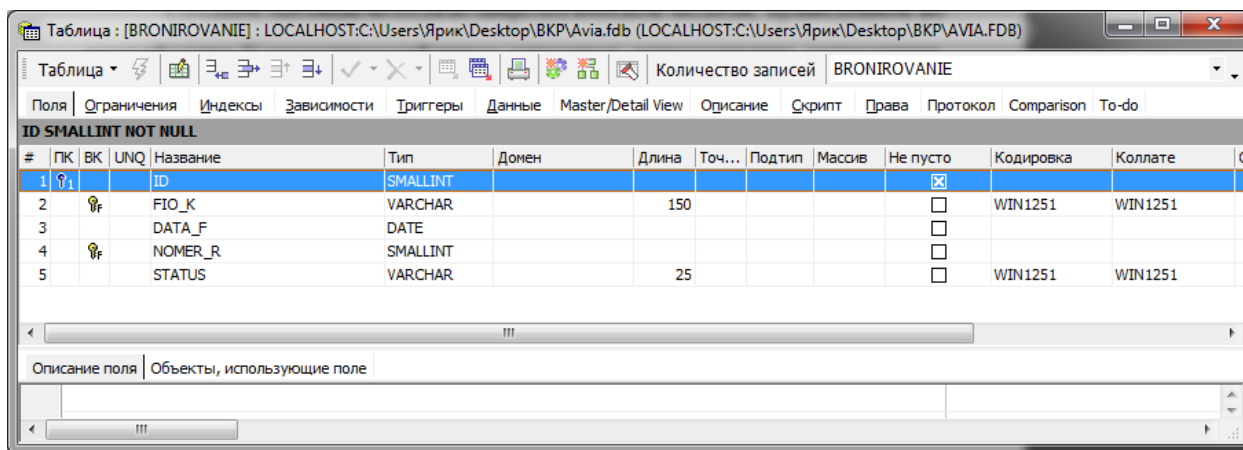 Таблица : [BRONIROVANIE] : LOCALHOST:C:\Users\Ярик\Desktop\BKP\Avia.fdb (LOCALHOST:C:\Users\Ярик\Desktop\BKP\AVIA.FDB)
Таблица Количество записей BRONIROVANIE
Поля Ограничения Индексы Зависимости Триггеры Данные Master/Detail View Описание Скрипт Права Протокол Comparison To-do
ID SMALLINT NOT NULL
# ПК ВК UNQ Название Тип Домен Длина Точ... Подтип Массив Не пусто Кодировка Коллате
1 1 ID SMALLINT
2 F FIO_K VARCHAR 150 WIN1251 WIN1251
3 DATA_F DATE
4 F NOMER_R SMALLINT
5 STATUS VARCHAR 25 WIN1251 WIN1251
Описание поля Объекты, использующие поле